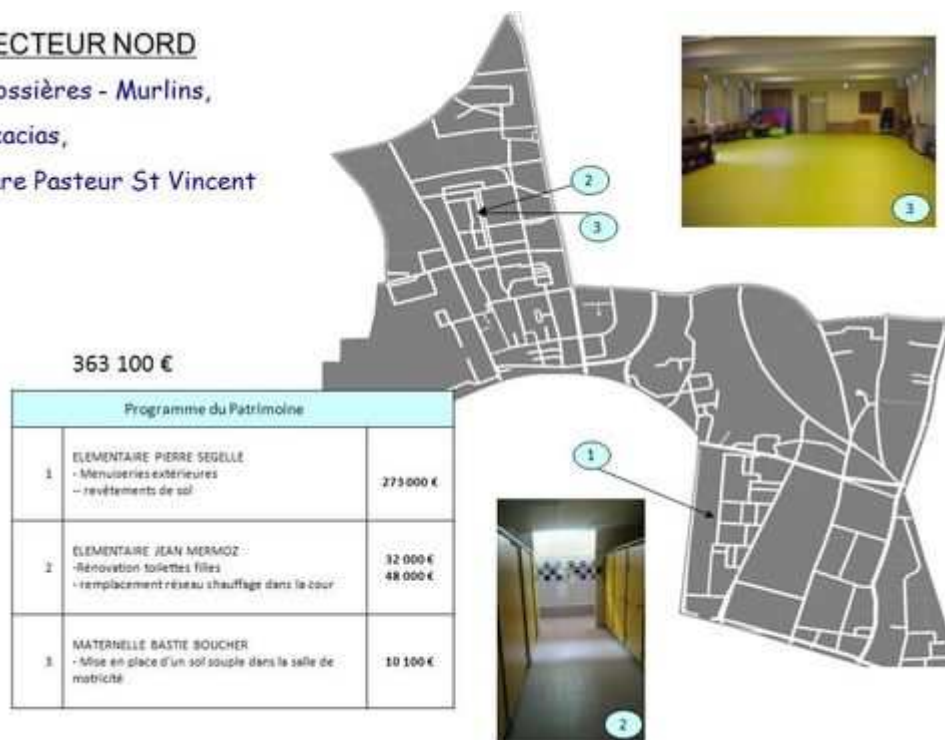 ECTEUR NORD
ossières - Murlins,
cacias,
re Pasteur St Vincent
2
3
3
363 100 €
Programme du Patrimoine
1
ELEMENTAIRE PIERRE SEGELLE
- Menuiseries extérieures
-- revêtements de sol
273 000 €
2
ELEMENTAIRE JEAN MERMOZ
-Rénovation toilettes filles
- remplacement réseau chauffage dans la cour
32 000 €
48 000 €
3
MATERNELLE BASTIE BOUCHER
- Mise en place d'un sol souple dans la salle de
motricité
10 100 €
1
2